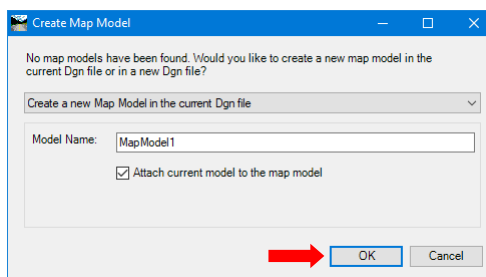 Create Map Model
No map models have been found. Would you like to create a new map model in the
current Dgn file or in a new Dgn file?
Create a new Map Model in the current Dgn file
Model Name: MapModel1
Attach current model to the map model
OK Cancel